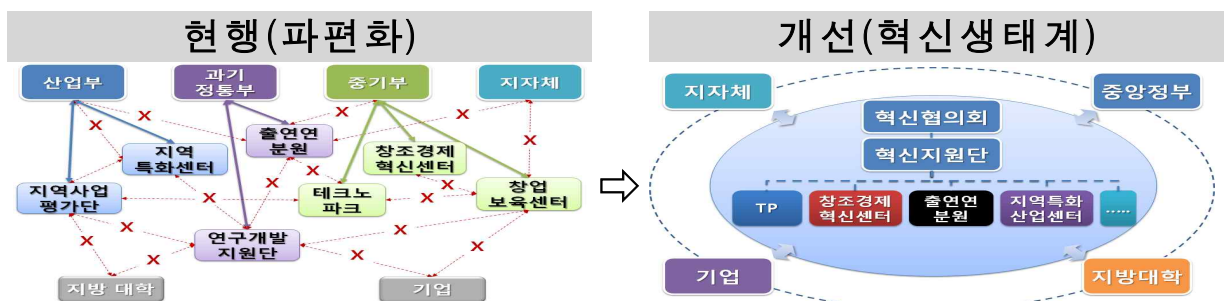 현행(파편화)
산업부
과기
정통부
중기부
지자체
X
X
X
X
X
X
출연연
분원
지역
특화센터
창조경제
혁신센터
X
X
X
지역사업
평가단
X
X
테크노
파크
X
창업
보육센터
연구개발
지원단
X
X
X
X
X
지방 대학
기업
개선(혁신생태계)
지자체
중앙정부
혁신협의회
혁신지원단
TP
창조경제
혁신센터
출연연
분원
지역특화
산업센터
.....
기업
지방대학